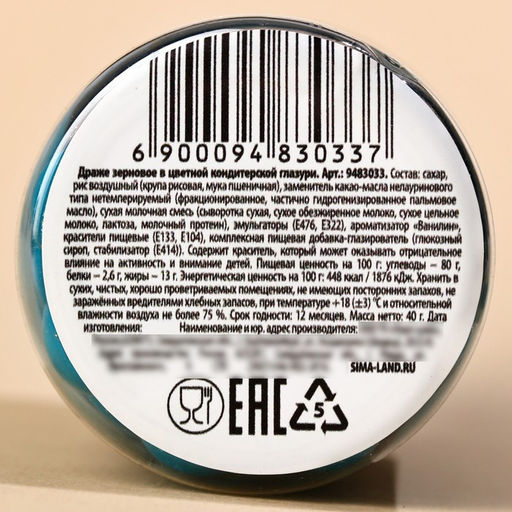 6 900094 830337
Драже зерновое в цветной кондитерской глазури. Арт.: 9483033. Состав: сахар,
рис воздушный (крупа рисовая, мука пшеничная), заменитель какао-масла нелауринового
типа нетемперируемый (фракционированное, частично гидрогенизированное пальмовое
масло), сухая молочная смесь (сыворотка сухая, сухое обезжиренное молоко, сухое цельное
молоко, лактоза, молочный протеин), эмульгаторы (Е476, Е322), ароматизатор «Ванилин»,
красители пищевые (Е133, Е104), комплексная пищевая добавка-глазирователь (глюкозный
сироп, стабилизатор (Е414)). Содержит краситель, который может оказывать отрицательное
влияние на активность и внимание детей. Пищевая ценность на 100 г: углеводы – 80 г,
белки – 2,6 г, жиры – 13 г. Энергетическая ценность на 100 г: 448 ккал / 1876 кДж. Хранить в
сухих, чистых, хорошо проветриваемых помещениях, не имеющих посторонних запахов, не
заражённых вредителями хлебных запасов, при температуре +18 (±3) °С и относительной
влажности воздуха не более 75 %. Срок годности: 12 месяцев. Масса нетто: 40 г. Дата
изготовления: Наименование и юр. адрес производителя:
SIMA-LAND.RU
EAC 5